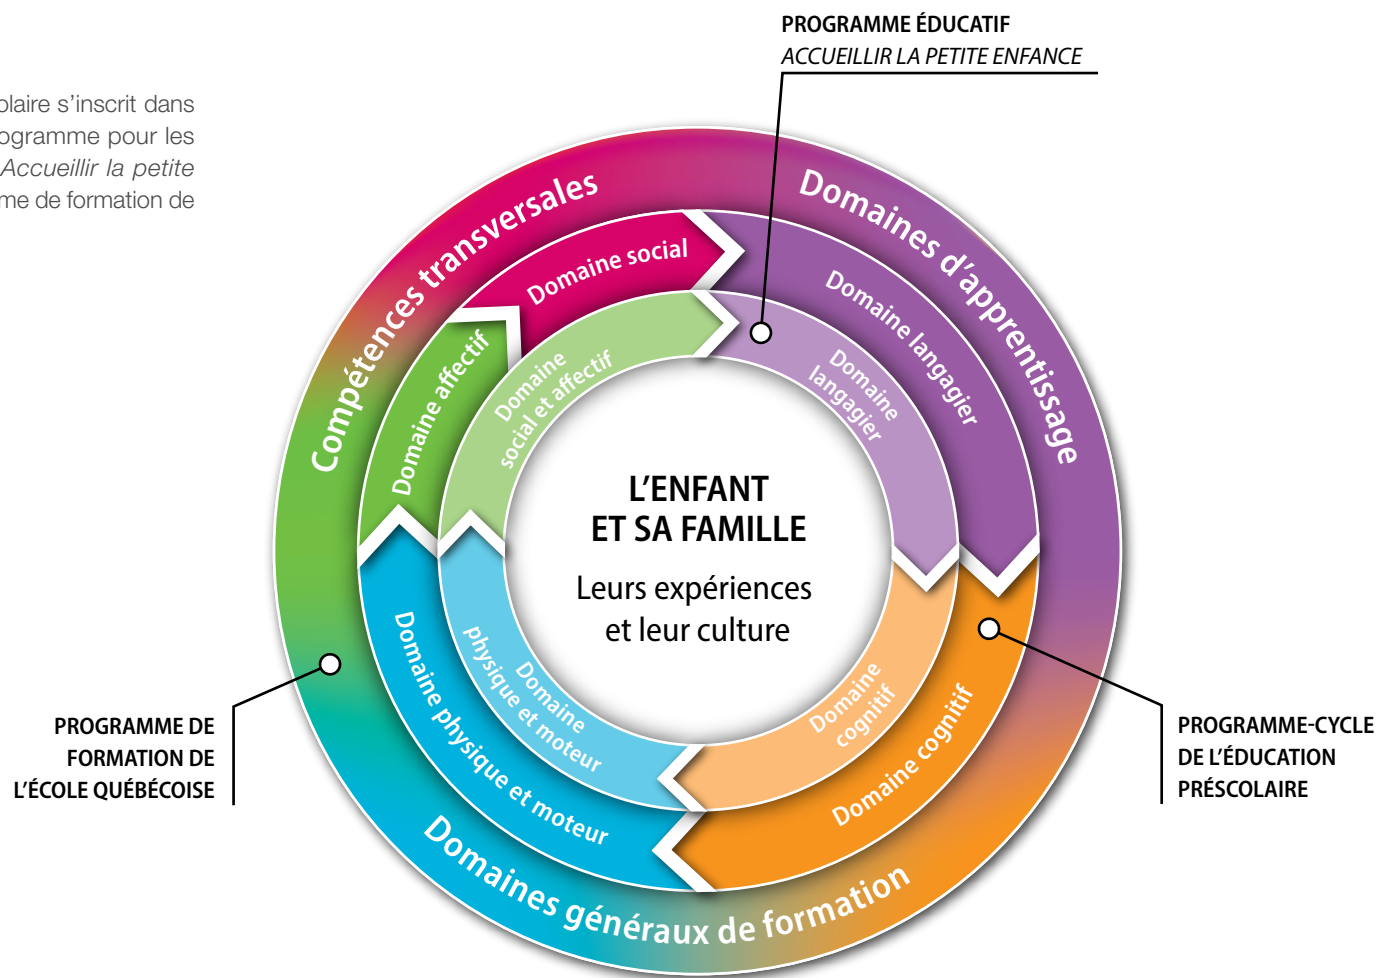 PROGRAMME ÉDUCATIF
ACCUEILLIR LA PETITE ENFANCE
olaire s’inscrit dans
ogramme pour les
Accueillir la petite
me de formation de
Compétences transversales
Domaines d’apprentissage
Domaine social
Domaine langagier
Domaine affectif
Domaine
social et affectif
Domaine
langagier
L’ENFANT
ET SA FAMILLE
Leurs expériences
et leur culture
Domaine physique et moteur
Domaine
physique et moteur
Domaine
cognitif
Domaine cognitif
PROGRAMME DE
FORMATION DE
L’ÉCOLE QUÉBÉCOISE
PROGRAMME-CYCLE
DE L’ÉDUCATION
PRÉSCOLAIRE
Domaines généraux de formation